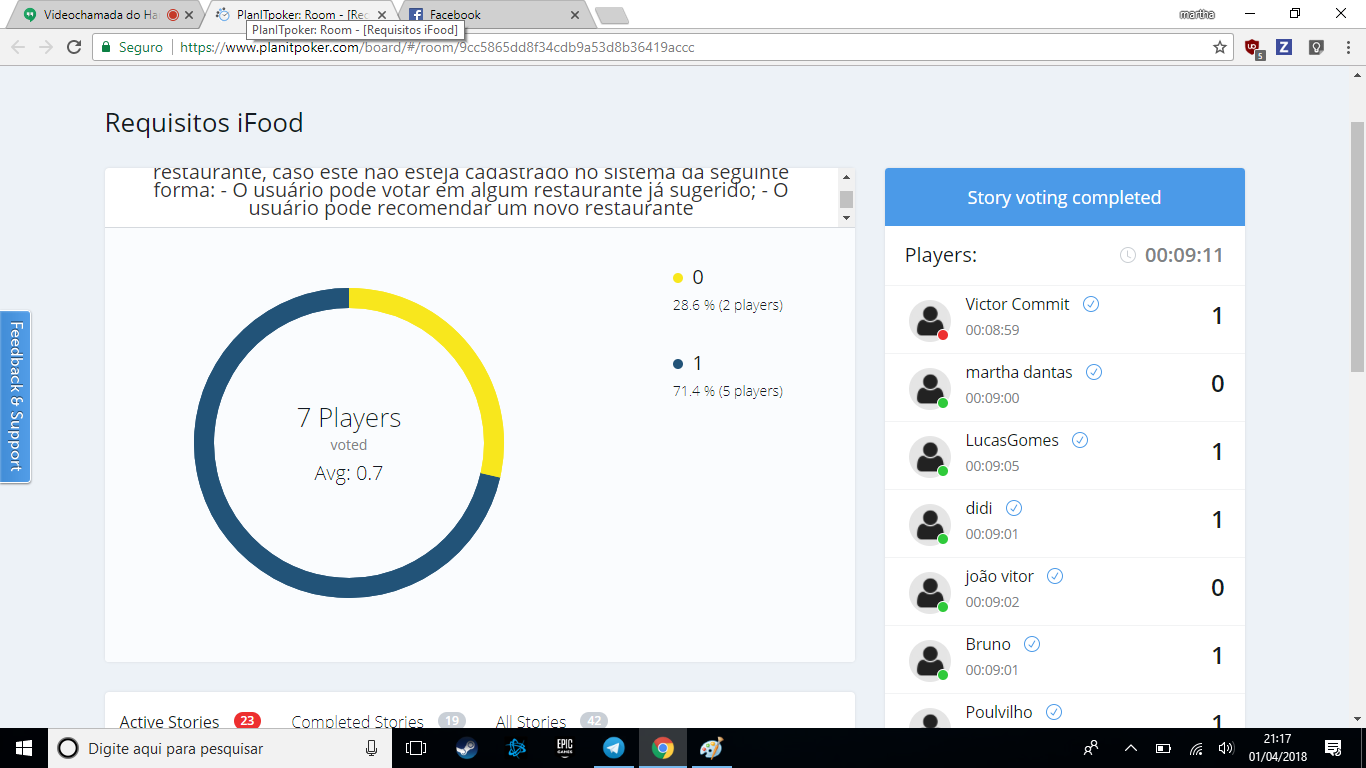 Videochamada do Ha
PlanITpoker: Room - [Rec
Facebook
martha
PlanITpoker: Room - [Requisitos iFood]
Seguro
https://www.planitpoker.com/board/#/room/9cc5865dd8f34cdb9a53d8b36419accc
5
Z
Requisitos iFood
restaurante, caso este não esteja cadastrado no sistema da seguinte
forma: - O usuário pode votar em algum restaurante já sugerido; - O
usuário pode recomendar um novo restaurante
0
28.6 % (2 players)
1
71.4 % (5 players)
7 Players
voted
Avg: 0.7
Feedback & Support
Story voting completed
Players:
00:09:11
Victor Commit
1
00:08:59
martha dantas
0
00:09:00
LucasGomes
1
00:09:05
didi
1
00:09:01
joão vitor
0
00:09:02
Bruno
1
00:09:01
Poulvilho
1
Active Stories 23
Completed Stories 19
All Stories 42
Digite aqui para pesquisar
EPIC
GAMES
21:17
01/04/2018